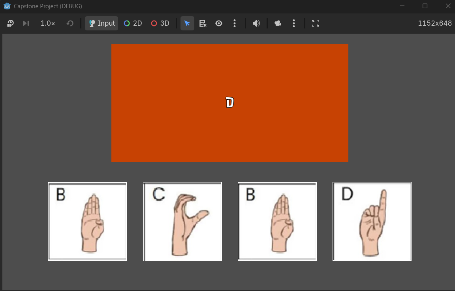 Capstone Project (DEBUG)
1.0× Input 2D 3D 1152x648
D
B C B D